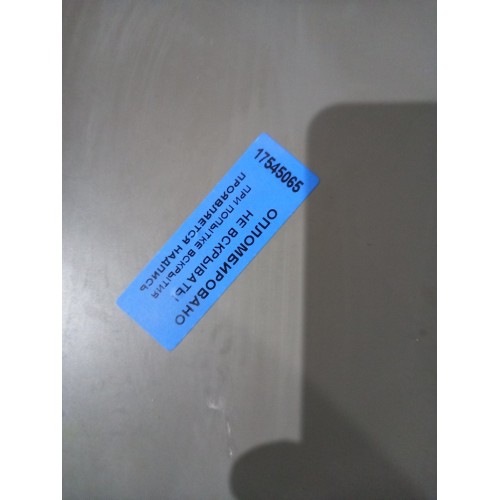 17545065
ОПЛОМБИРОВАНО
НЕ ВСКРЫВАТЬ!
ПРИ ПОПЫТКЕ ВСКРЫТИЯ
ПРОЯВЛЯЕТСЯ НАДПИСЬ